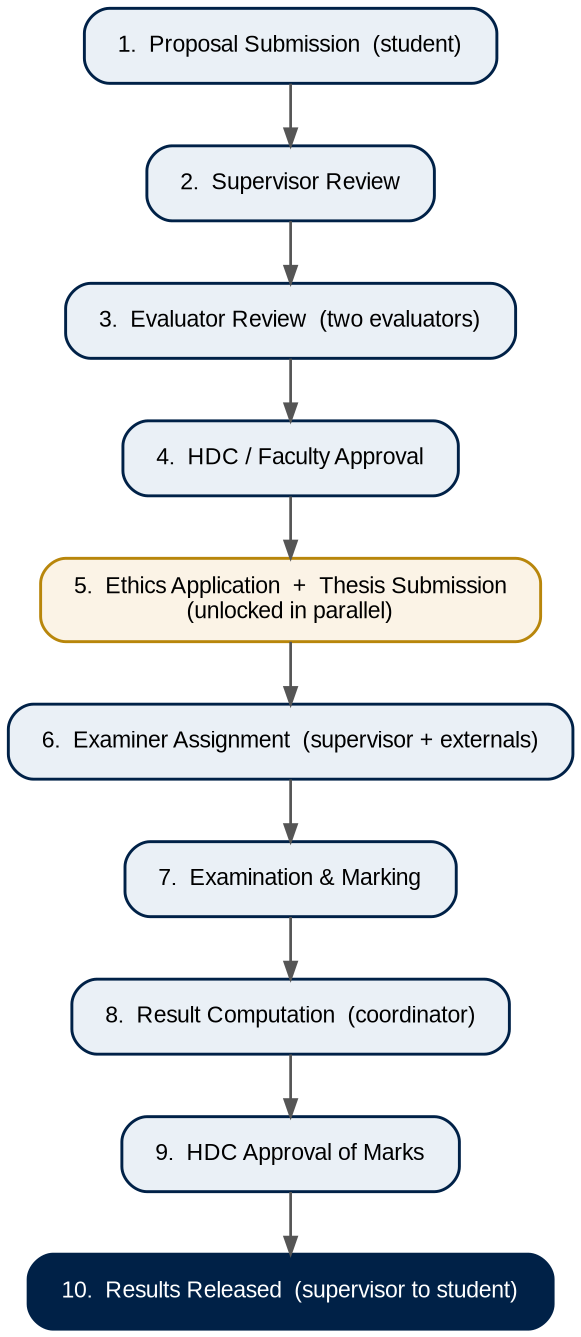 1.  Proposal Submission  (student)
2.  Supervisor Review
3.  Evaluator Review  (two evaluators)
4.  HDC / Faculty Approval
5.  Ethics Application  +  Thesis Submission
(unlocked in parallel)
6.  Examiner Assignment  (supervisor + externals)
7.  Examination & Marking
8.  Result Computation  (coordinator)
9.  HDC Approval of Marks
10.  Results Released  (supervisor to student)